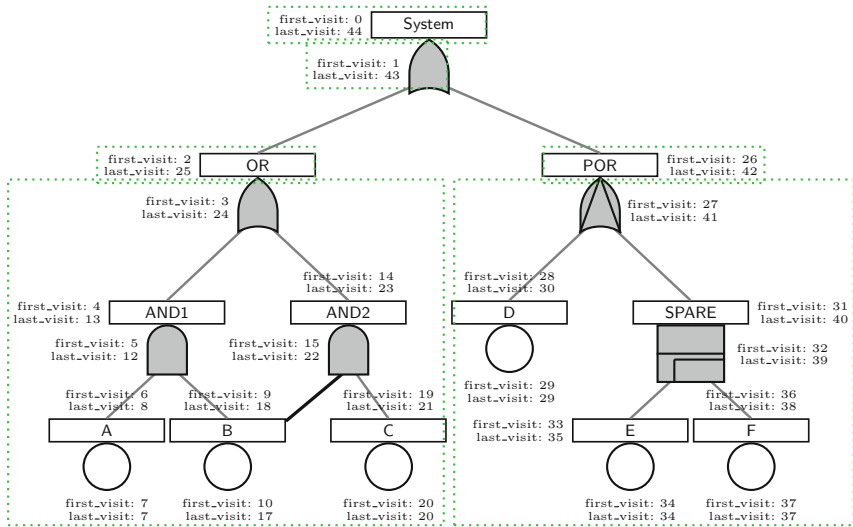 first_visit: 0
last_visit: 44
System
first_visit: 1
last_visit: 43
first_visit: 2
last_visit: 25
OR
POR
first_visit: 26
last_visit: 42
first_visit: 3
last_visit: 24
first_visit: 27
last_visit: 41
first_visit: 4
last_visit: 13
AND1
first_visit: 14
last_visit: 23
AND2
first_visit: 28
last_visit: 30
D
SPARE
first_visit: 31
last_visit: 40
first_visit: 5
last_visit: 12
first_visit: 15
last_visit: 22
first_visit: 32
last_visit: 39
first_visit: 29
last_visit: 29
first_visit: 6
last_visit: 8
A
first_visit: 9
last_visit: 18
B
first_visit: 19
last_visit: 21
C
first_visit: 33
last_visit: 35
E
first_visit: 36
last_visit: 38
F
first_visit: 7
last_visit: 7
first_visit: 10
last_visit: 17
first_visit: 20
last_visit: 20
first_visit: 34
last_visit: 34
first_visit: 37
last_visit: 37